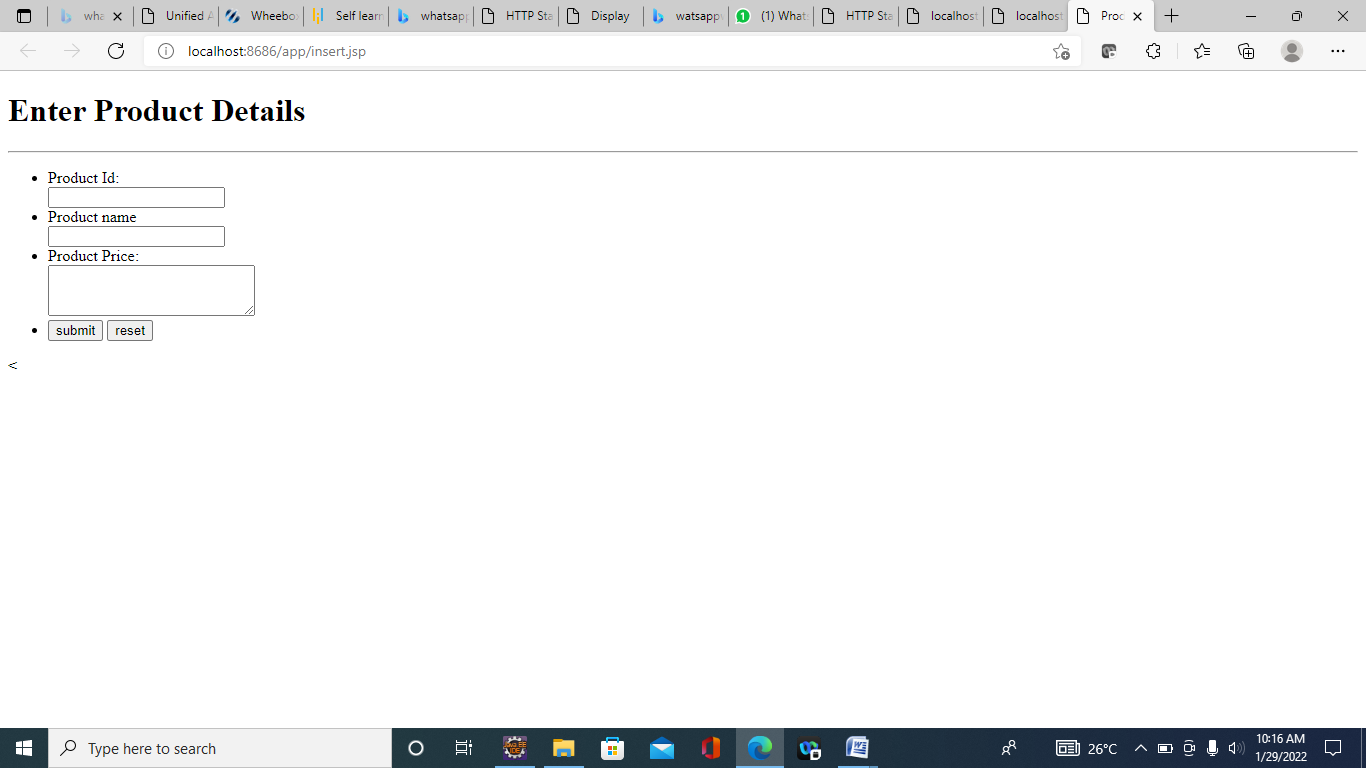 wha Unified A Wheebo Self learn whatsapp HTTP Sta Display watsappw (1) What HTTP Sta localhost localhost Proc
localhost:8686/app/insert.jsp
Enter Product Details
Product Id:
Product name
Product Price:
submit reset
<
Type here to search
26°C
10:16 AM
1/29/2022